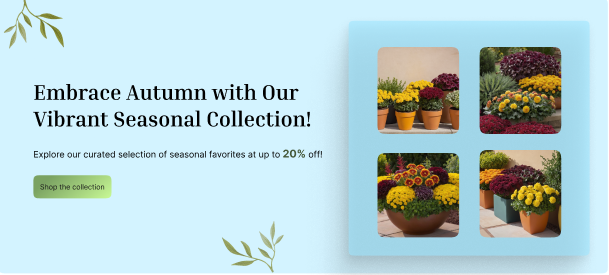 Embrace Autumn with Our
Vibrant Seasonal Collection!
Explore our curated selection of seasonal favorites at up to 20% off!
Shop the collection